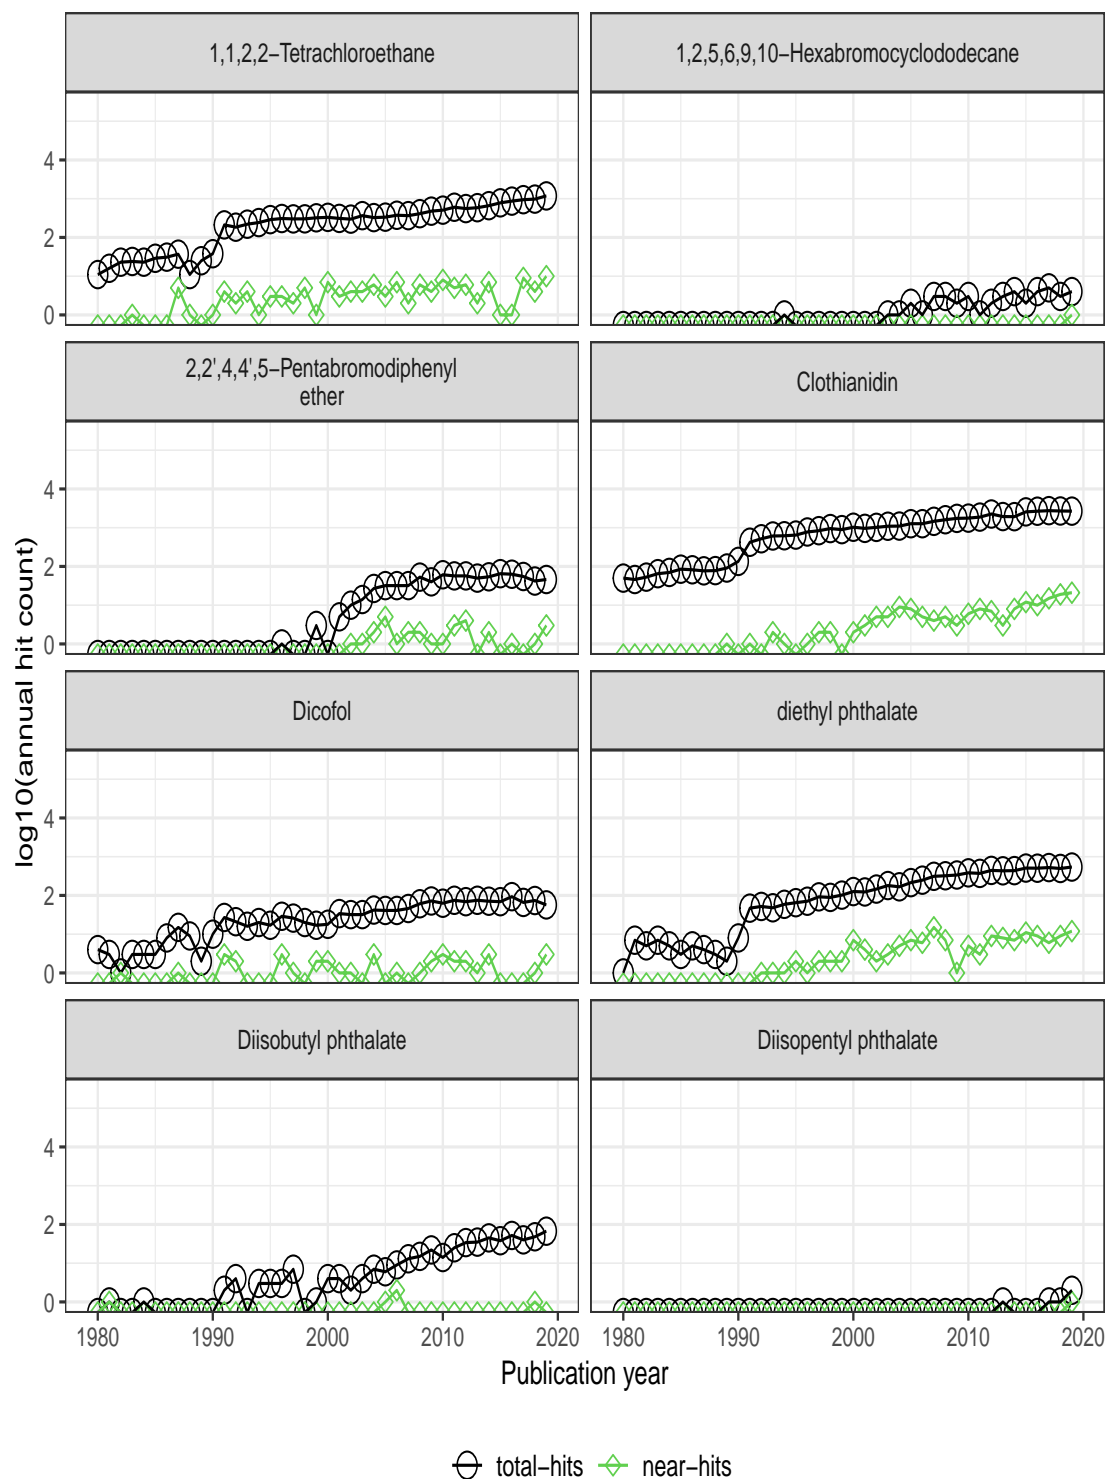 1,1,2,2−Tetrachloroethane
1,2,5,6,9,10−Hexabromocyclododecane
4
2
0
2,2',4,4',5−Pentabromodiphenyl
ether
Clothianidin
4
2
0
Dicofol
diethyl phthalate
4
2
0
Diisobutyl phthalate
Diisopentyl phthalate
4
2
0
1980 1990 2000 2010 2020
1980 1990 2000 2010 2020
log10(annual hit count)
Publication year
total−hits near−hits